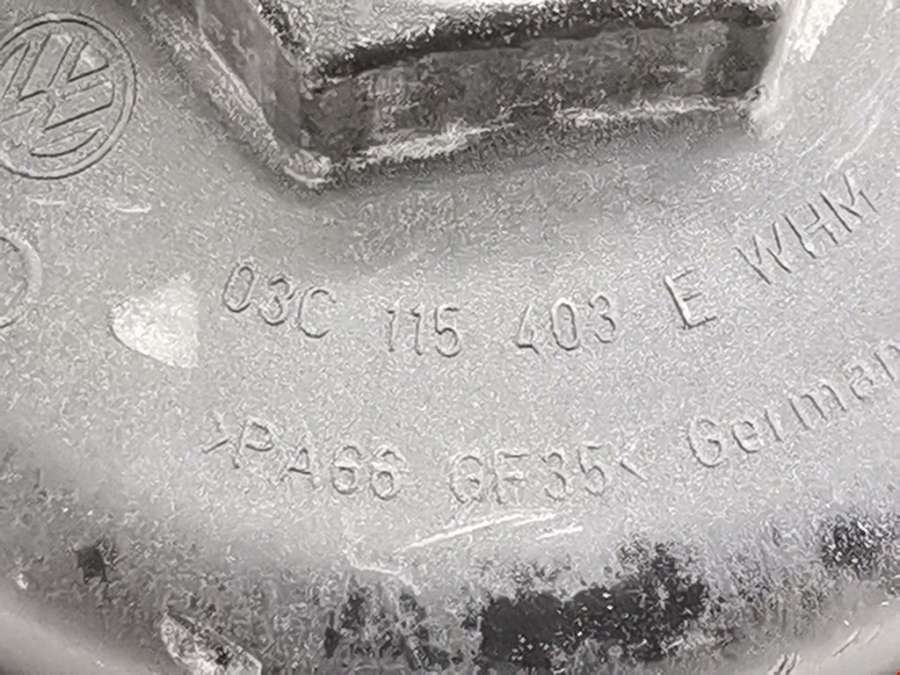 03C 115 403 E WHM
>PA66 GF35< German